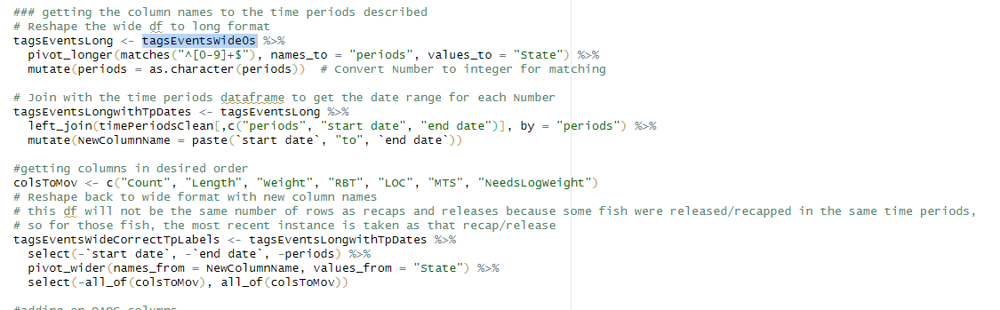 ### getting the column names to the time periods described
# Reshape the wide df to long format
tagsEventsLong <- tagsEventsWide0s %>%
  pivot_longer(matches("^[0-9]+$"), names_to = "periods", values_to = "State") %>%
  mutate(periods = as.character(periods))  # Convert Number to integer for matching

# Join with the time periods dataframe to get the date range for each Number
tagsEventsLongwithTpDates <- tagsEventsLong %>%
  left_join(timePeriodsClean[,c("periods", "start date", "end date")], by = "periods") %>%
  mutate(NewColumnName = paste(`start date`, "to", `end date`))

#getting columns in desired order
colsToMov <- c("Count", "Length", "Weight", "RBT", "LOC", "MTS", "NeedsLogWeight")
# Reshape back to wide format with new column names
# this df will not be the same number of rows as recaps and releases because some fish were released/recapped in the same time periods,
# so for those fish, the most recent instance is taken as that recap/release
tagsEventsWideCorrectTpLabels <- tagsEventsLongwithTpDates %>%
  select(-`start date`, -`end date`, -periods) %>%
  pivot_wider(names_from = NewColumnName, values_from = "State") %>%
  select(-all_of(colsToMov), all_of(colsToMov))

#adding on QAQC columns